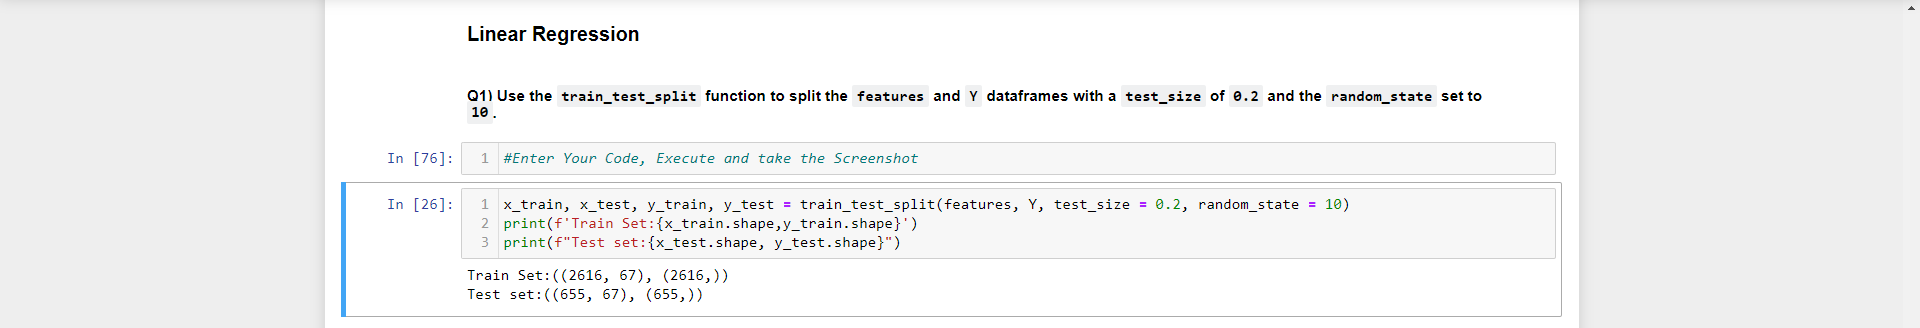 Linear Regression
Q1) Use the train_test_split function to split the features and Y dataframes with a test_size of 0.2 and the random_state set to
10.
In [76]: 1 #Enter Your Code, Execute and take the Screenshot
In [26]: 1 x_train, x_test, y_train, y_test = train_test_split(features, Y, test_size = 0.2, random_state = 10)
2 print(f'Train Set:{x_train.shape,y_train.shape}')
3 print(f"Test set:{x_test.shape, y_test.shape}")
Train Set:((2616, 67), (2616,))
Test set:((655, 67), (655,))